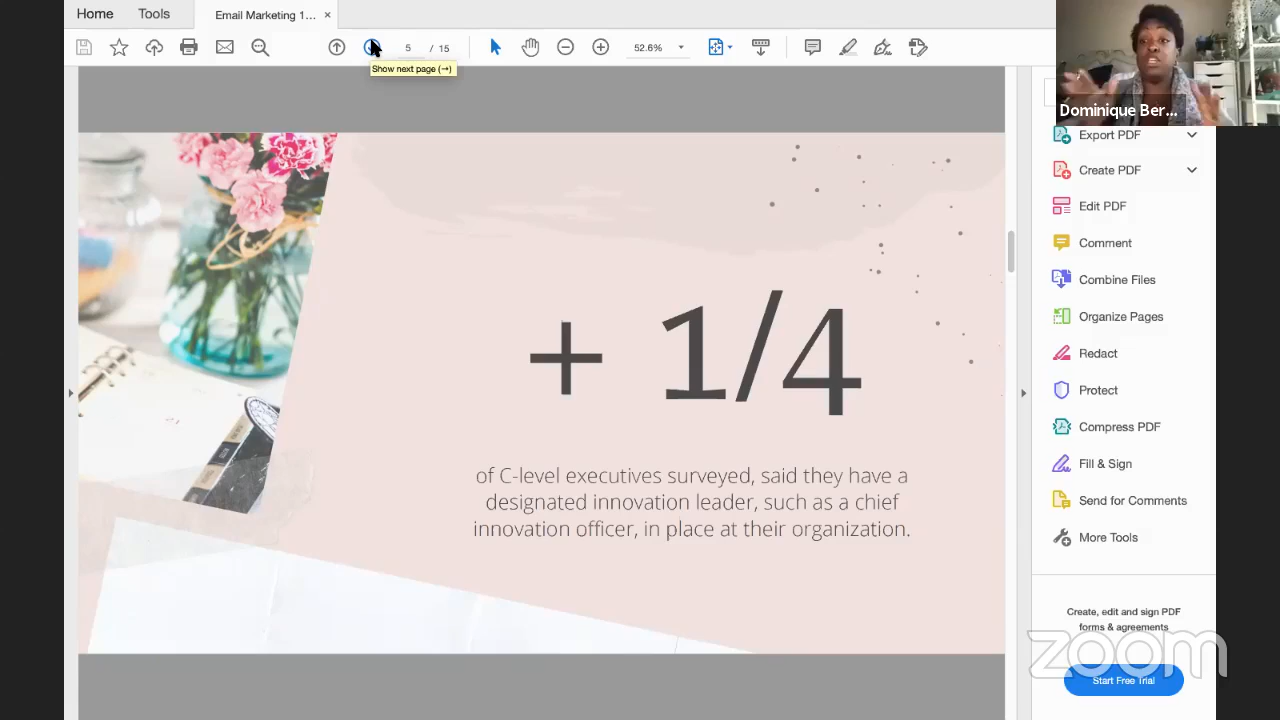 Home
Tools
Email Marketing 1... ×
5 / 15
52.6%
Show next page (→)
Dominique Ber...
+ 1/4
of C-level executives surveyed, said they have a
designated innovation leader, such as a chief
innovation officer, in place at their organization.
Export PDF
Create PDF
Edit PDF
Comment
Combine Files
Organize Pages
Redact
Protect
Compress PDF
Fill & Sign
Send for Comments
More Tools
Create, edit and sign PDF
forms & agreements
zoom
Start Free Trial